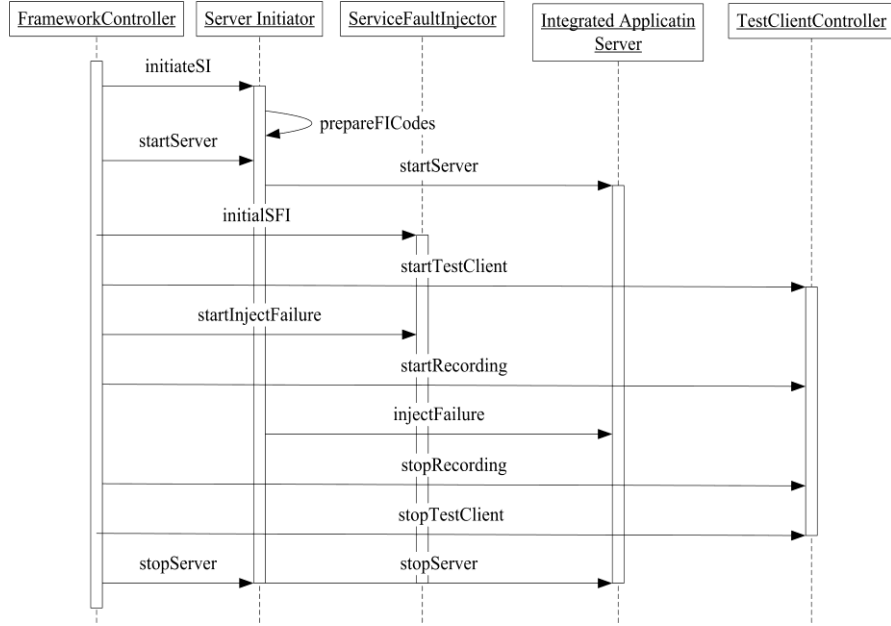 FrameworkController
Server Initiator
ServiceFaultInjector
Integrated Applicatin
Server
TestClientController
initiateSI
prepareFICodes
startServer
startServer
initialSFI
startTestClient
startInjectFailure
startRecording
injectFailure
stopRecording
stopTestClient
stopServer
stopServer